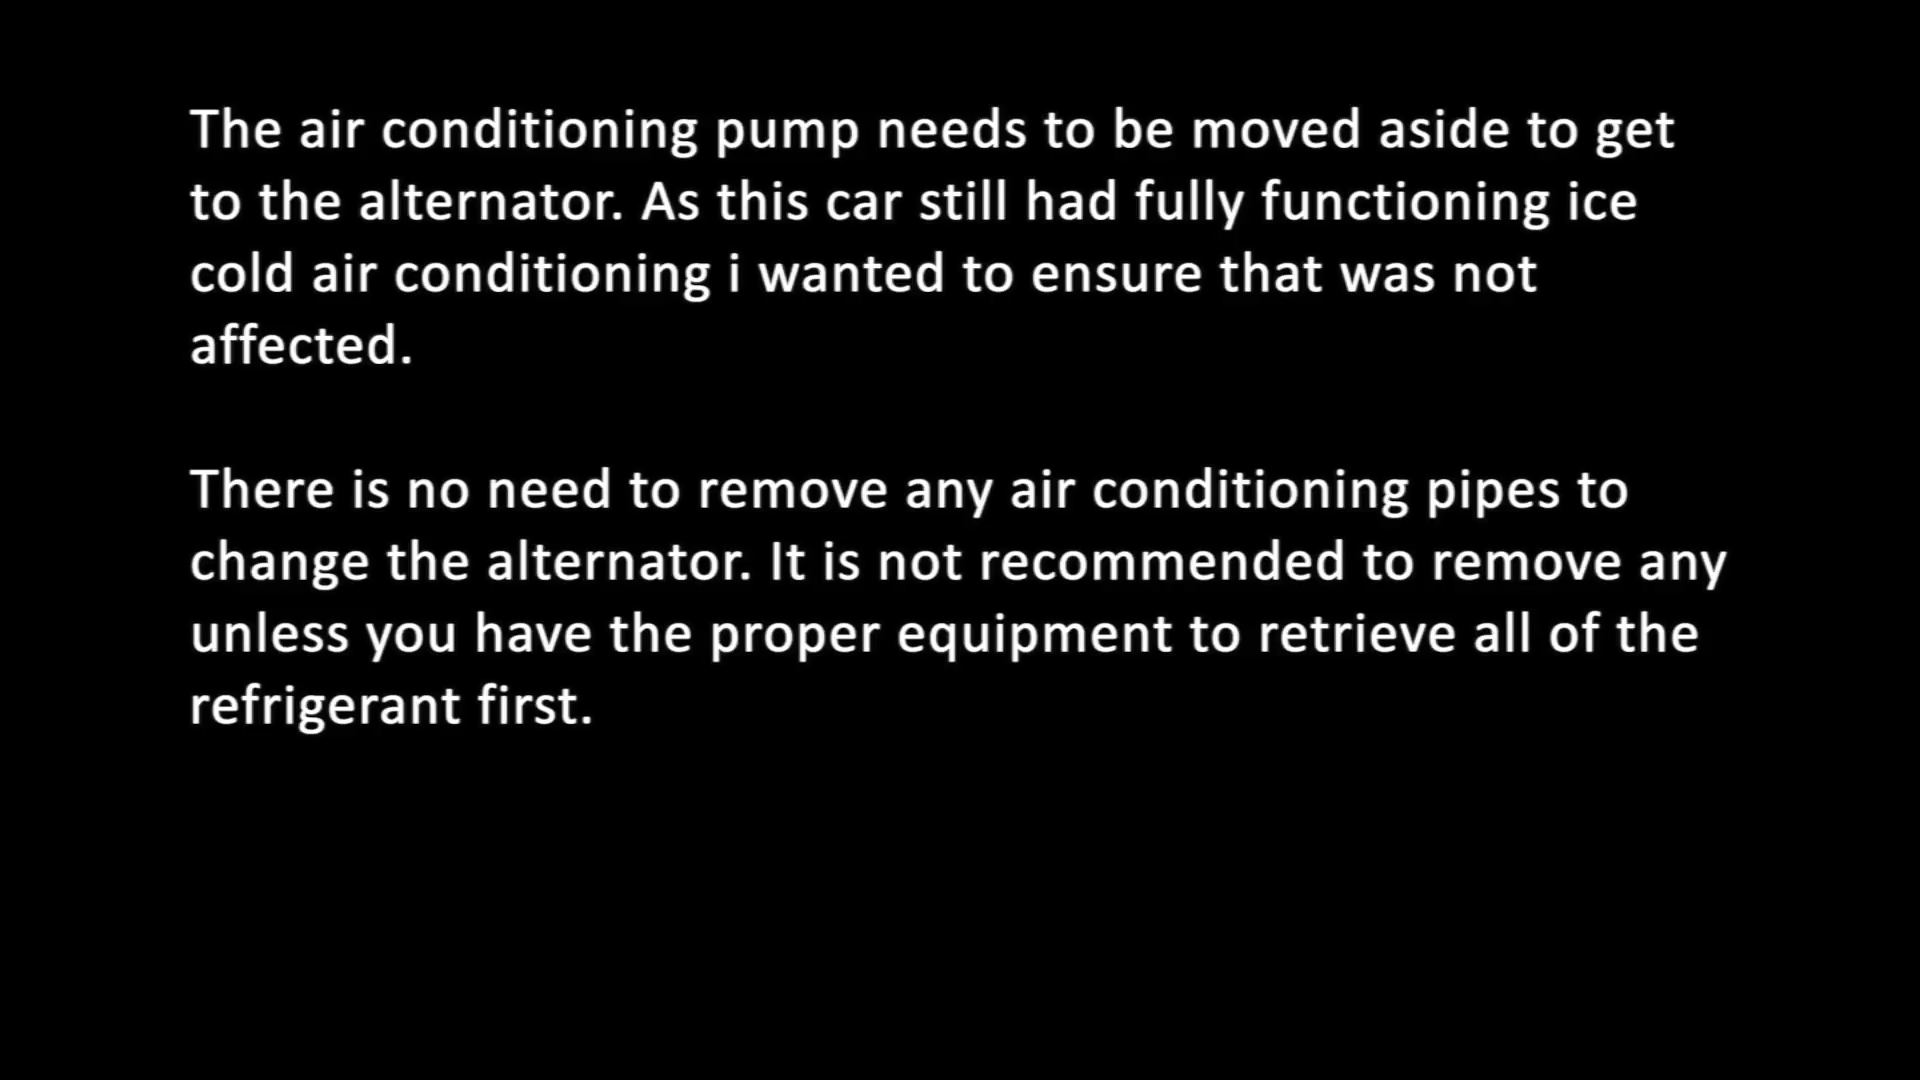 The air conditioning pump needs to be moved aside to get
to the alternator. As this car still had fully functioning ice
cold air conditioning i wanted to ensure that was not
affected.
There is no need to remove any air conditioning pipes to
change the alternator. It is not recommended to remove any
unless you have the proper equipment to retrieve all of the
refrigerant first.